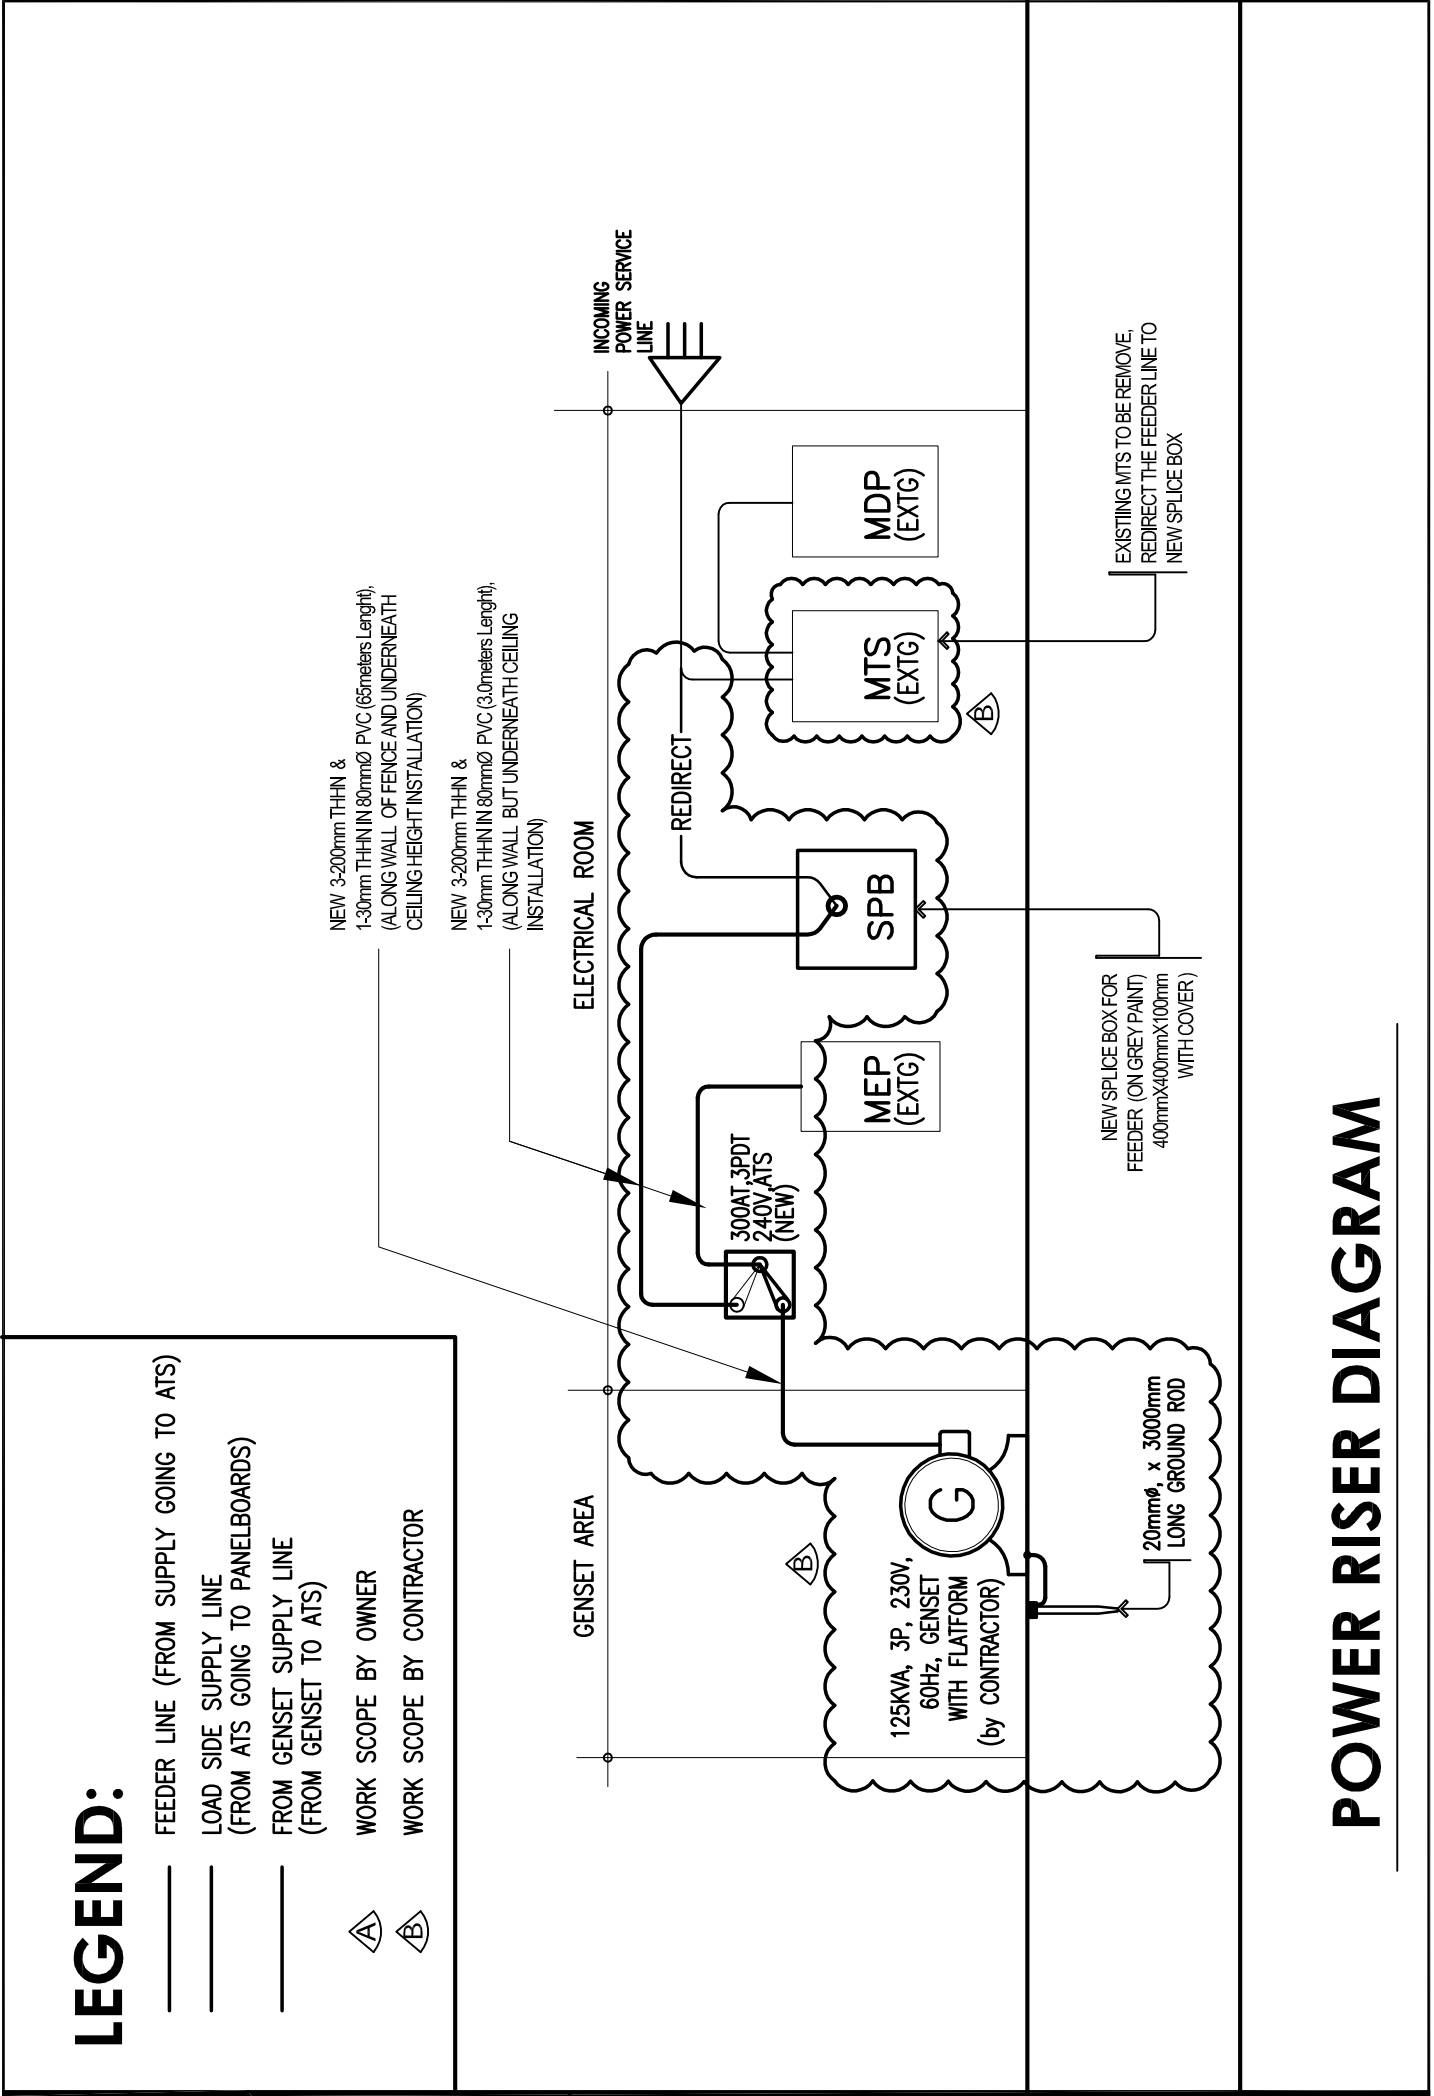 LEGEND:
FEEDER LINE (FROM SUPPLY GOING TO ATS)
LOAD SIDE SUPPLY LINE
(FROM ATS GOING TO PANELBOARDS)
FROM GENSET SUPPLY LINE
(FROM GENSET TO ATS)
A
WORK SCOPE BY OWNER
B
WORK SCOPE BY CONTRACTOR
NEW 3-200mm THHN &
1-30mm THHN IN 80mmØ PVC (65meters Lenght),
(ALONG WALL OF FENCE AND UNDERNEATH
CEILING HEIGHT INSTALLATION)
NEW 3-200mm THHN &
1-30mm THHN IN 80mmØ PVC (3.0meters Lenght),
(ALONG WALL BUT UNDERNEATH CEILING
INSTALLATION)
GENSET AREA
ELECTRICAL ROOM
INCOMING
POWER SERVICE
LINE
REDIRECT
300AT,3PDT
240V,ATS
(NEW)
MEP
(EXTG)
SPB
MTS
(EXTG)
MDP
(EXTG)
B
B
G
125KVA, 3P, 230V,
60Hz, GENSET
WITH FLATFORM
(by CONTRACTOR)
20mmø, x 3000mm
LONG GROUND ROD
NEW SPLICE BOX FOR
FEEDER (ON GREY PAINT)
400mmX400mmX100mm
WITH COVER)
EXISTIING MTS TO BE REMOVE,
REDIRECT THE FEEDER LINE TO
NEW SPLICE BOX
POWER RISER DIAGRAM